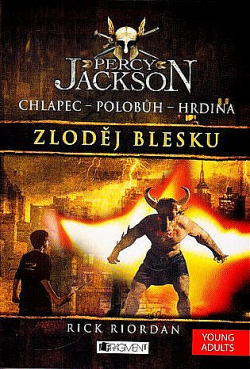 PERCY
JACKSON
CHLAPEC – POLOBŮH – HRDINA
ZLODĚJ BLESKU
RICK RIORDAN
FRAGMENT
YOUNG
ADULTS